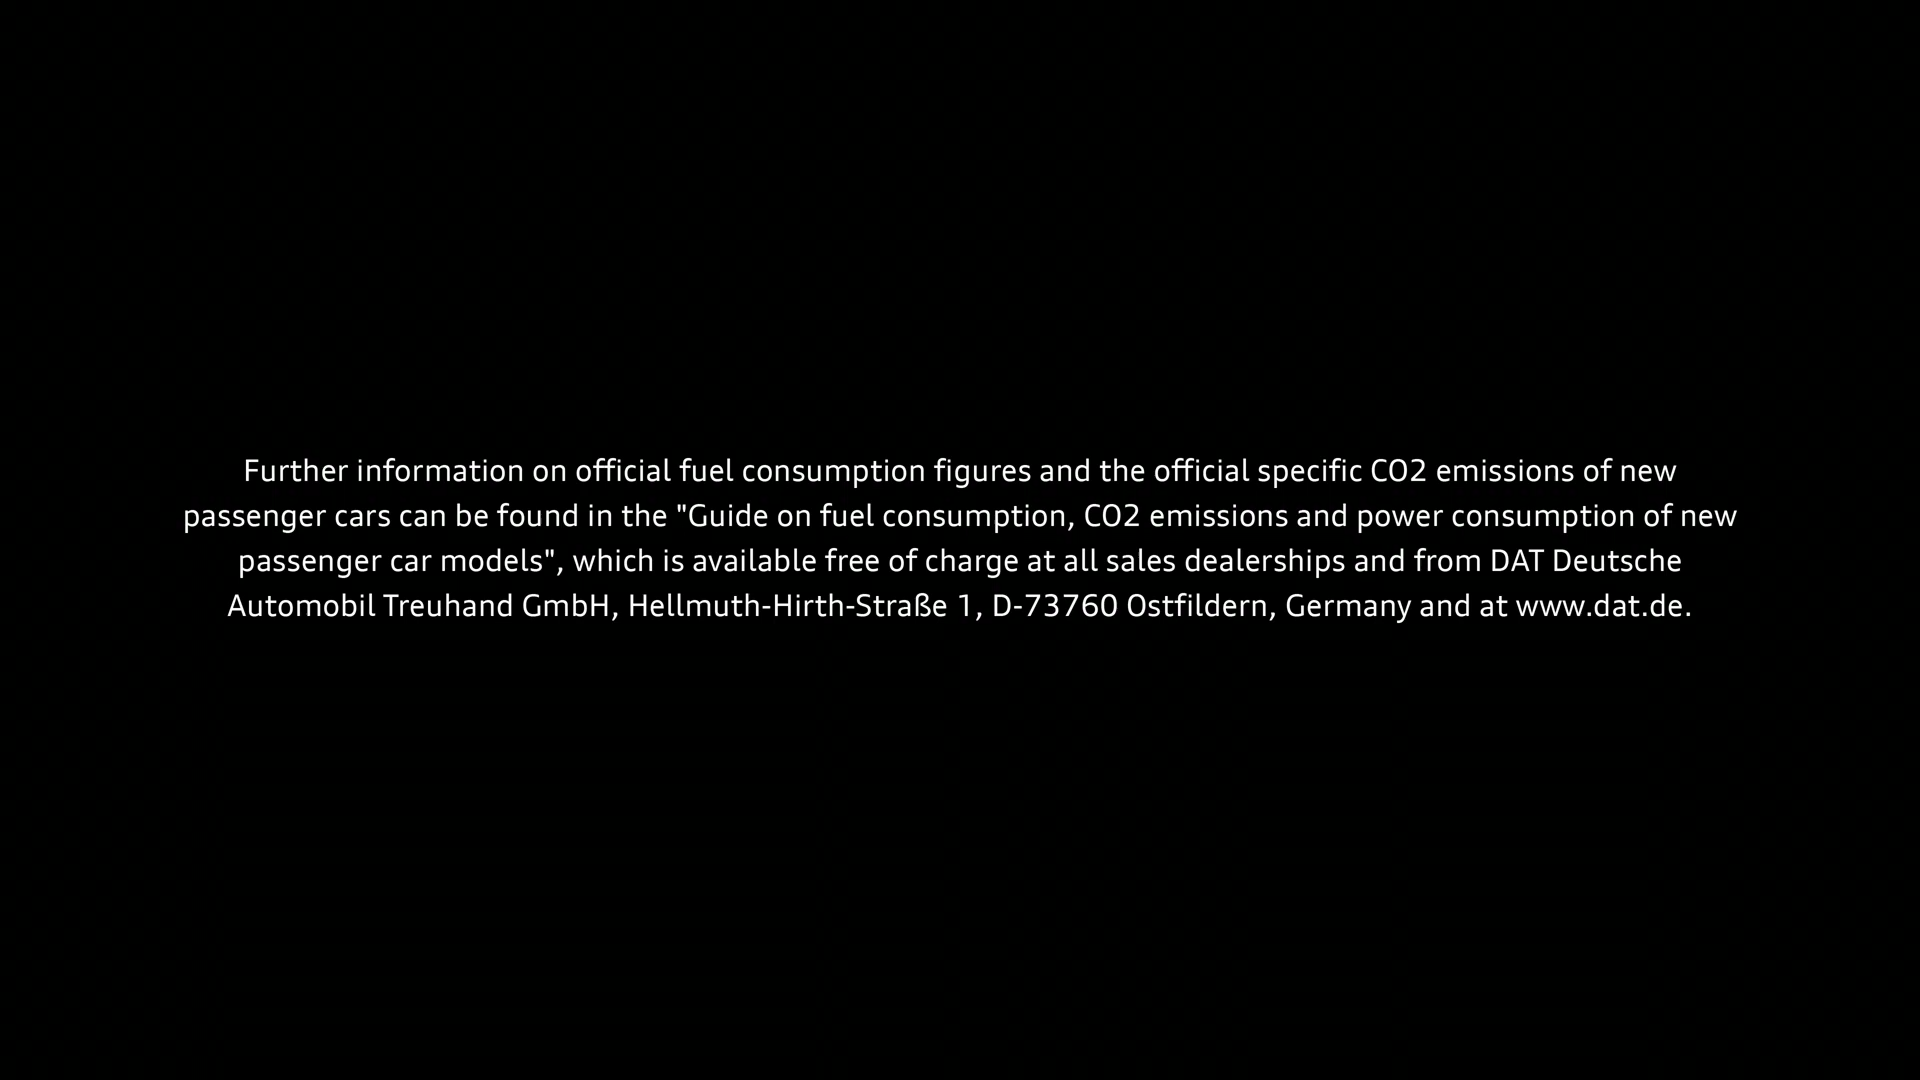 Further information on official fuel consumption figures and the official specific CO2 emissions of new
passenger cars can be found in the "Guide on fuel consumption, CO2 emissions and power consumption of new
passenger car models", which is available free of charge at all sales dealerships and from DAT Deutsche
Automobil Treuhand GmbH, Hellmuth-Hirth-Straße 1, D-73760 Ostfildern, Germany and at www.dat.de.